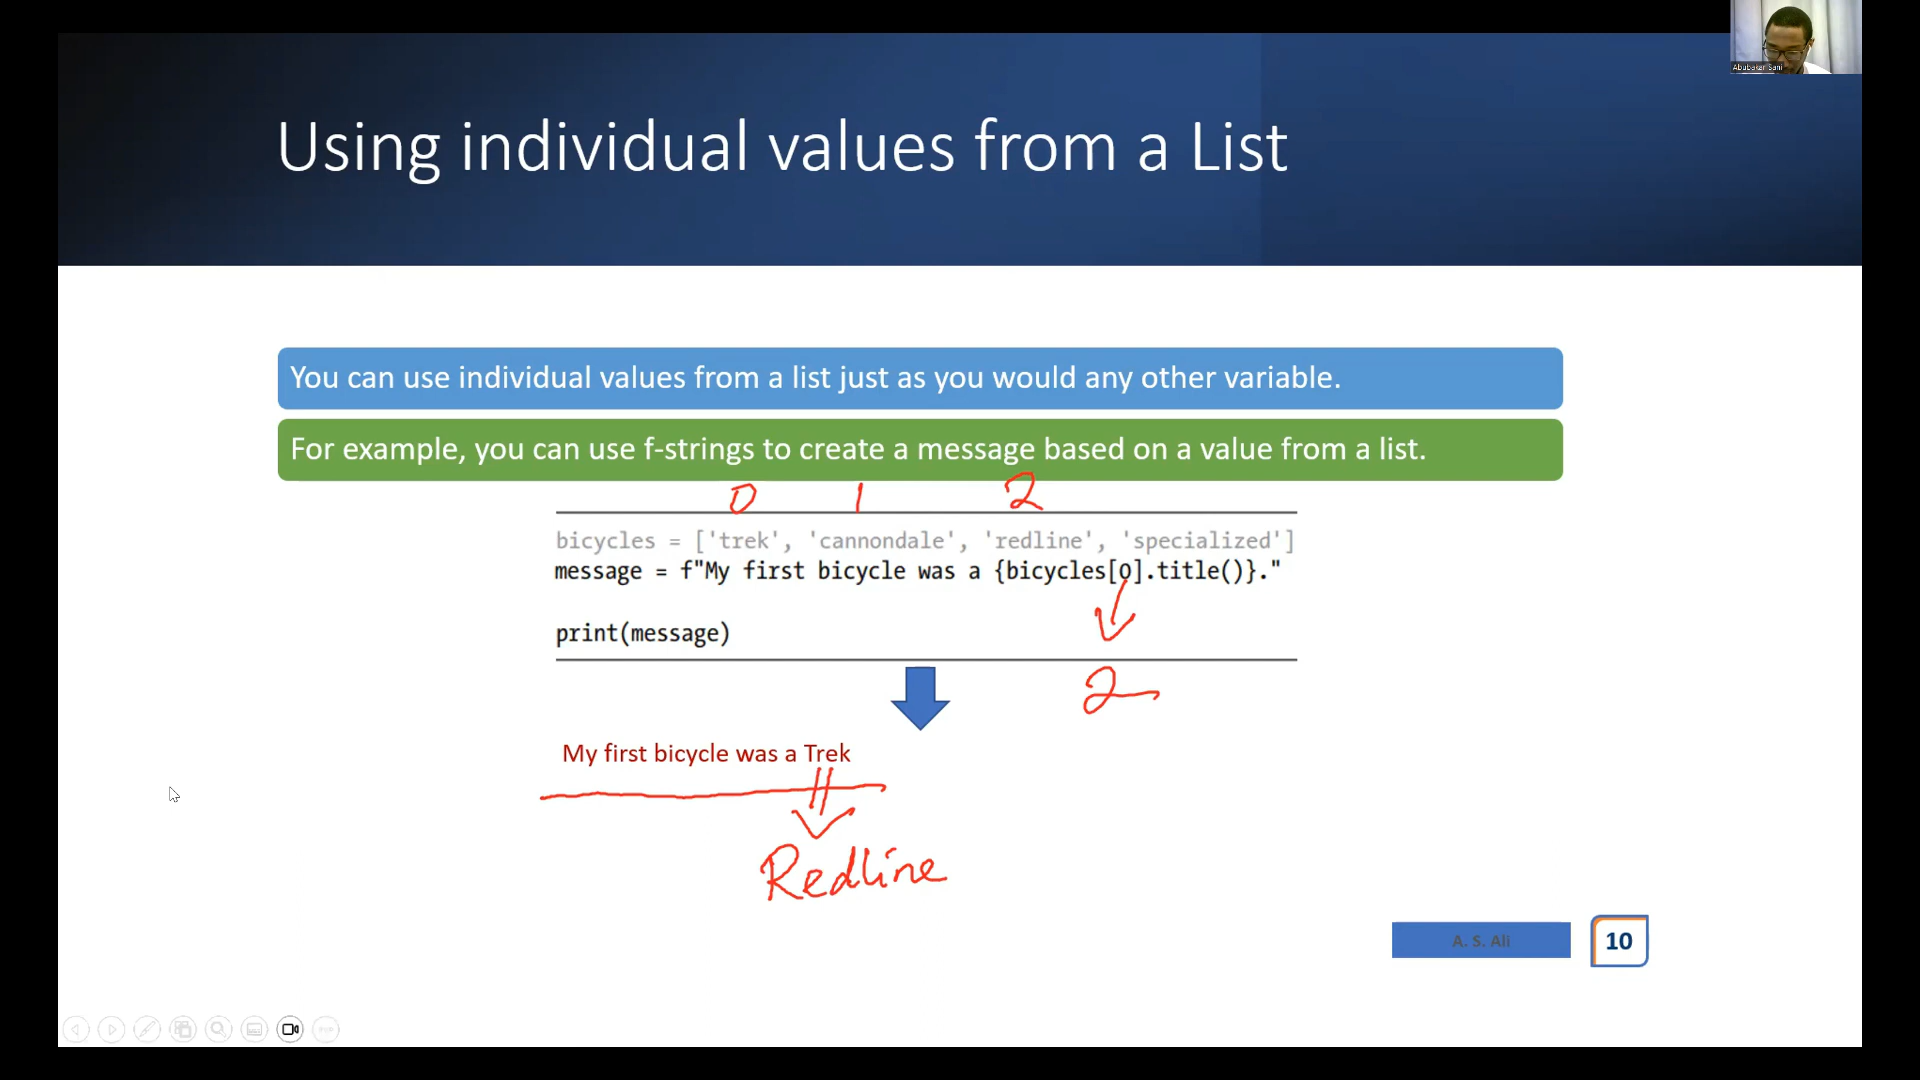 Abubakar Sani
Using individual values from a List
You can use individual values from a list just as you would any other variable.
For example, you can use f-strings to create a message based on a value from a list.
0 1 2
bicycles = ['trek', 'cannondale', 'redline', 'specialized']
message = f"My first bicycle was a {bicycles[0].title()}."
print(message)
2
My first bicycle was a Trek
Redline
A. S. Ali
10